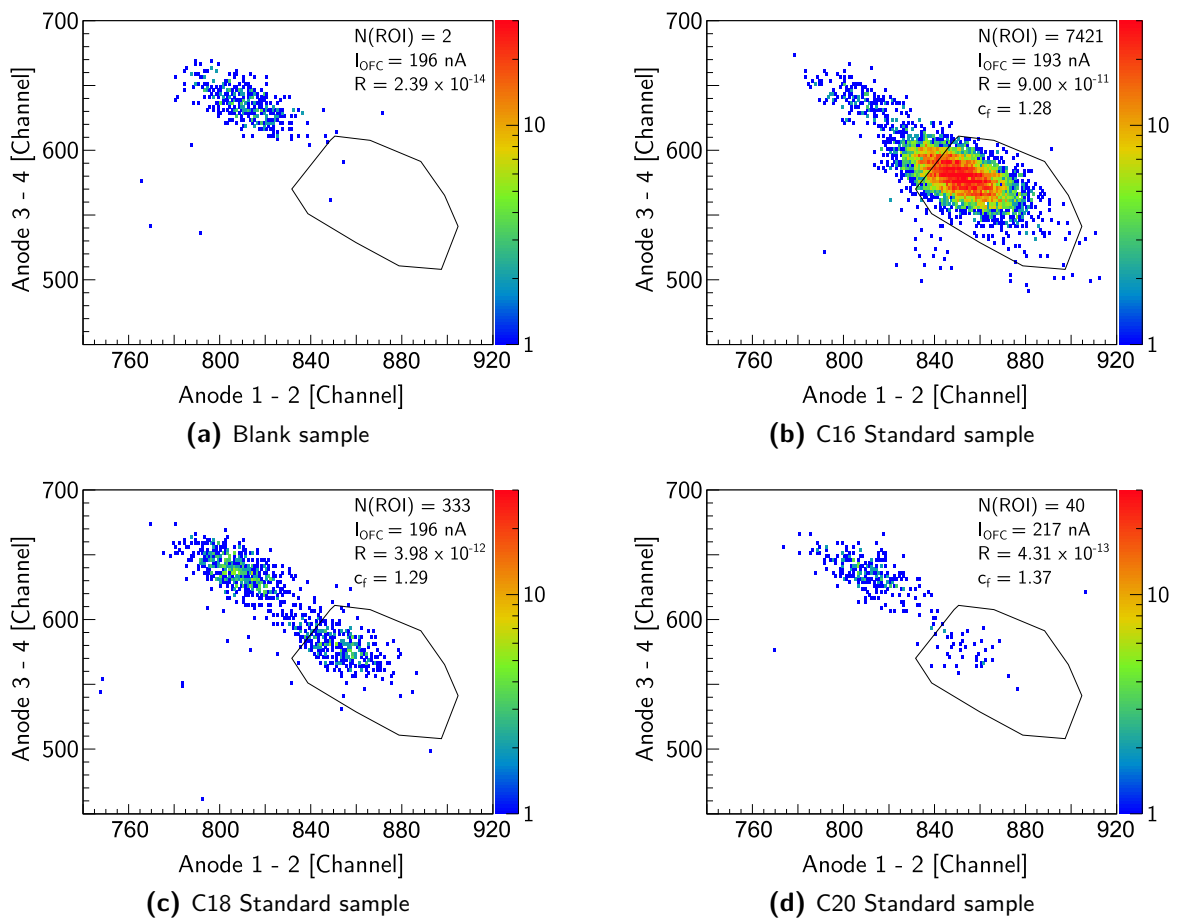 700
600
500
760 800 840 880 920
Anode 3 - 4 [Channel]
Anode 1 - 2 [Channel]
N(ROI) = 2
I_OFC = 196 nA
R = 2.39 x 10^-14
10
1
(a) Blank sample
700
600
500
760 800 840 880 920
Anode 3 - 4 [Channel]
Anode 1 - 2 [Channel]
N(ROI) = 7421
I_OFC = 193 nA
R = 9.00 x 10^-11
c_f = 1.28
10
1
(b) C16 Standard sample
700
600
500
760 800 840 880 920
Anode 3 - 4 [Channel]
Anode 1 - 2 [Channel]
N(ROI) = 333
I_OFC = 196 nA
R = 3.98 x 10^-12
c_f = 1.29
10
1
(c) C18 Standard sample
700
600
500
760 800 840 880 920
Anode 3 - 4 [Channel]
Anode 1 - 2 [Channel]
N(ROI) = 40
I_OFC = 217 nA
R = 4.31 x 10^-13
c_f = 1.37
10
1
(d) C20 Standard sample